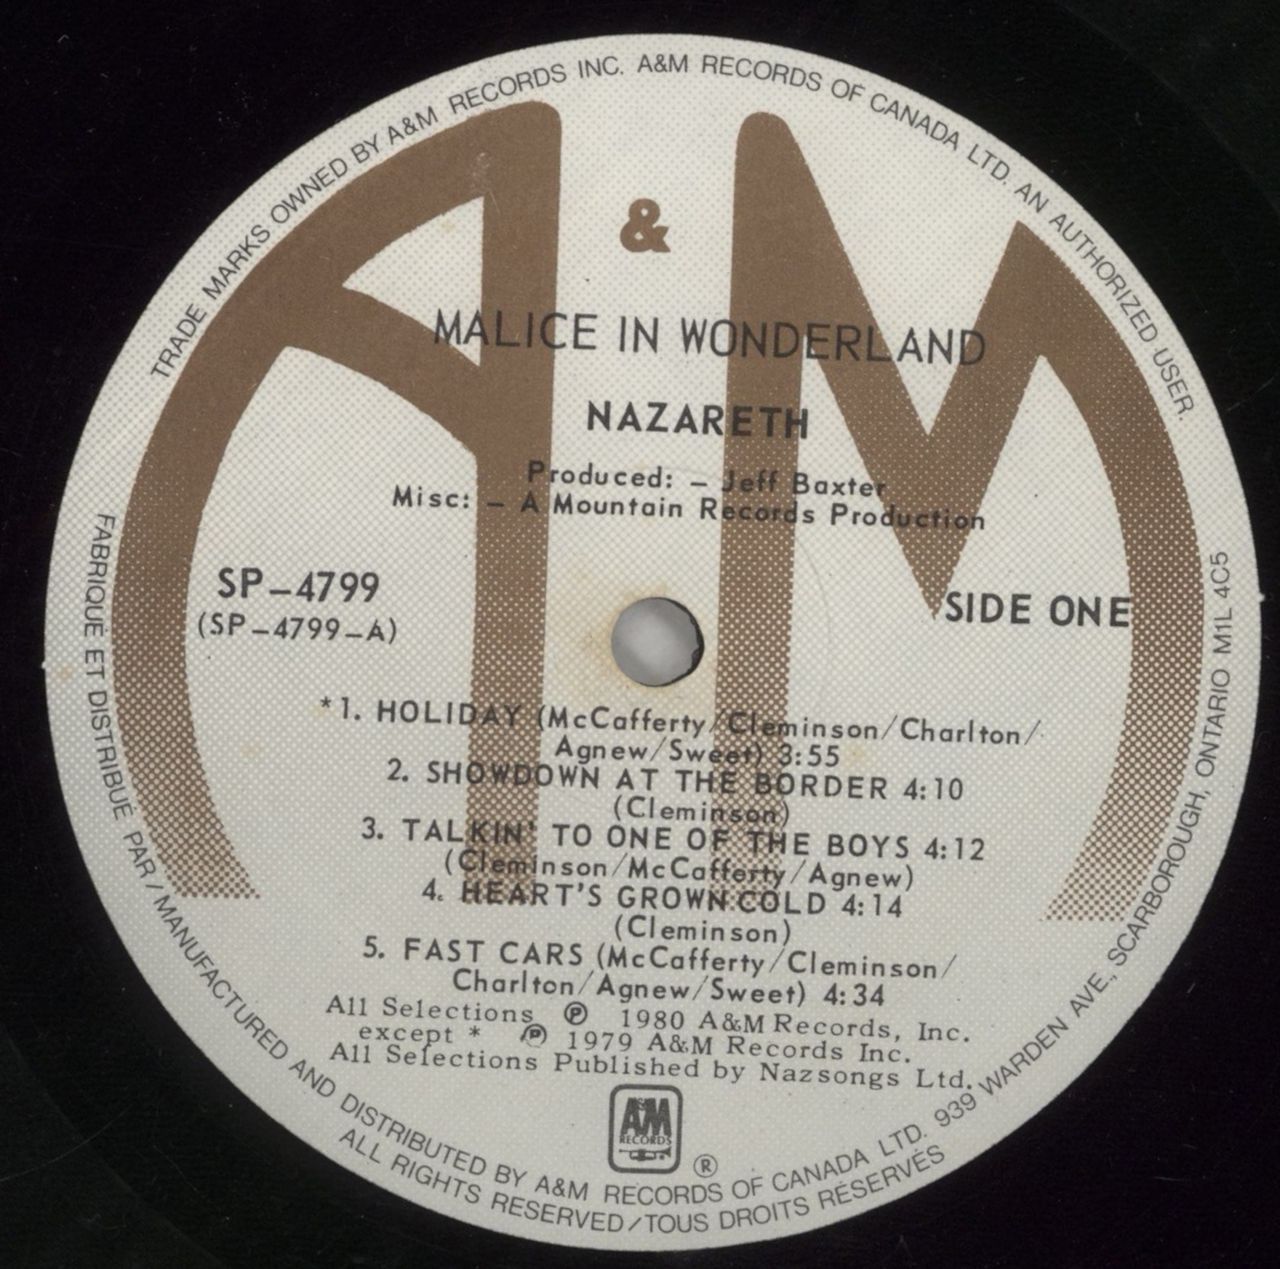 TRADE MARKS OWNED BY A&M RECORDS INC. A&M RECORDS OF CANADA LTD. AN AUTHORIZED USER.
A & M
MALICE IN WONDERLAND
NAZARETH
Produced: – Jeff Baxter
Misc: – A Mountain Records Production
SP–4799
(SP–4799–A)
SIDE ONE
*1. HOLIDAY (McCafferty/Cleminson/Charlton/
Agnew/Sweet) 3:55
2. SHOWDOWN AT THE BORDER 4:10
(Cleminson)
3. TALKIN' TO ONE OF THE BOYS 4:12
(Cleminson/McCafferty/Agnew)
4. HEART'S GROWN COLD 4:14
(Cleminson)
5. FAST CARS (McCafferty/Cleminson/
Charlton/Agnew/Sweet) 4:34
All Selections ℗ 1980 A&M Records, Inc.
except * ℗ 1979 A&M Records Inc.
All Selections Published by Nazsongs Ltd.
A&M
RECORDS
®
FABRIQUÉ ET DISTRIBUÉ PAR / MANUFACTURED AND DISTRIBUTED BY A&M RECORDS OF CANADA LTD. 939 WARDEN AVE., SCARBOROUGH, ONTARIO M1L 4C5
ALL RIGHTS RESERVED/TOUS DROITS RÉSERVÉS